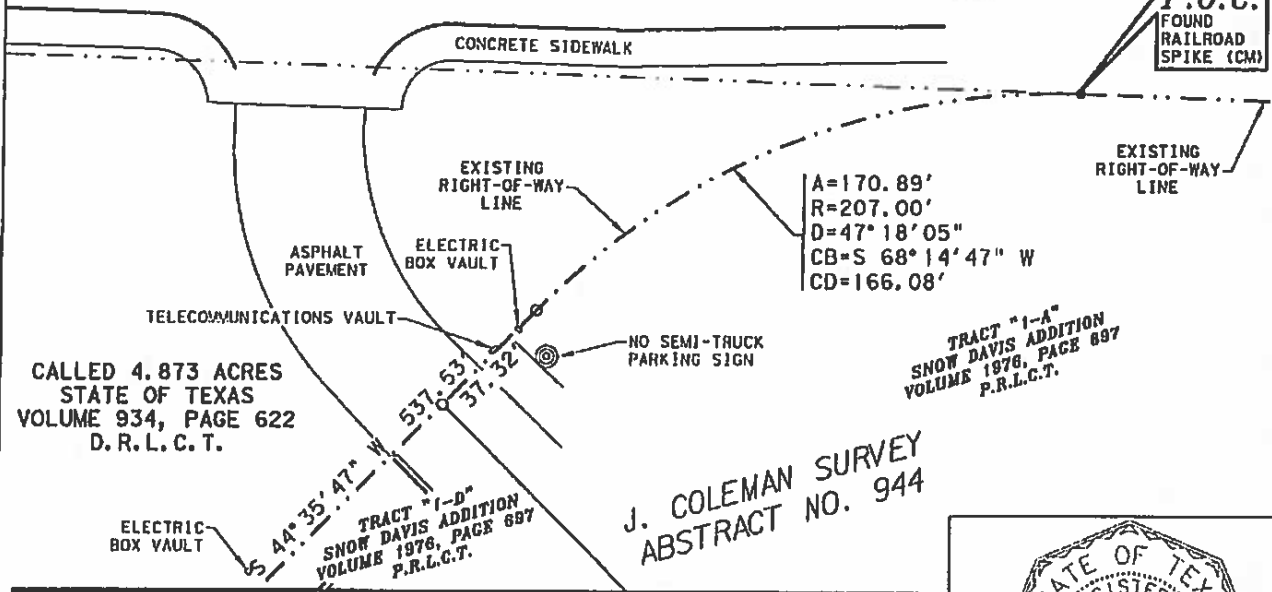 P.O.C.
FOUND
RAILROAD
SPIKE (CM)
CONCRETE SIDEWALK
EXISTING
RIGHT-OF-WAY
LINE
EXISTING
RIGHT-OF-WAY
LINE
A=170.89'
R=207.00'
D=47°18'05"
CB=S 68°14'47" W
CD=166.08'
ASPHALT
PAVEMENT
ELECTRIC
BOX VAULT
TELECOMMUNICATIONS VAULT
NO SEMI-TRUCK
PARKING SIGN
TRACT "1-A"
SNOW DAVIS ADDITION
VOLUME 1976, PAGE 697
P.R.L.C.T.
CALLED 4.873 ACRES
STATE OF TEXAS
VOLUME 934, PAGE 622
D.R.L.C.T.
S 44°35'47" W 537.53'
37.32'
J. COLEMAN SURVEY
ABSTRACT NO. 944
ELECTRIC
BOX VAULT
TRACT "1-D"
SNOW DAVIS ADDITION
VOLUME 1976, PAGE 697
P.R.L.C.T.
OF